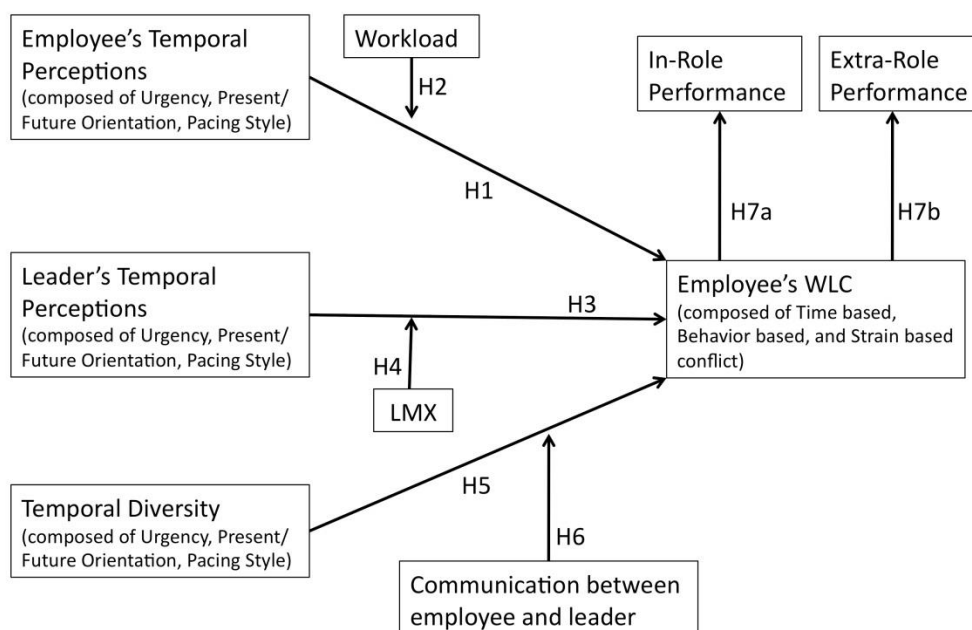 Employee's Temporal
Perceptions
(composed of Urgency, Present/
Future Orientation, Pacing Style)
Workload
H2
In-Role
Performance
Extra-Role
Performance
H1
H7a
H7b
Leader's Temporal
Perceptions
(composed of Urgency, Present/
Future Orientation, Pacing Style)
H3
H4
LMX
Employee's WLC
(composed of Time based,
Behavior based, and Strain based
conflict)
Temporal Diversity
(composed of Urgency, Present/
Future Orientation, Pacing Style)
H5
H6
Communication between
employee and leader